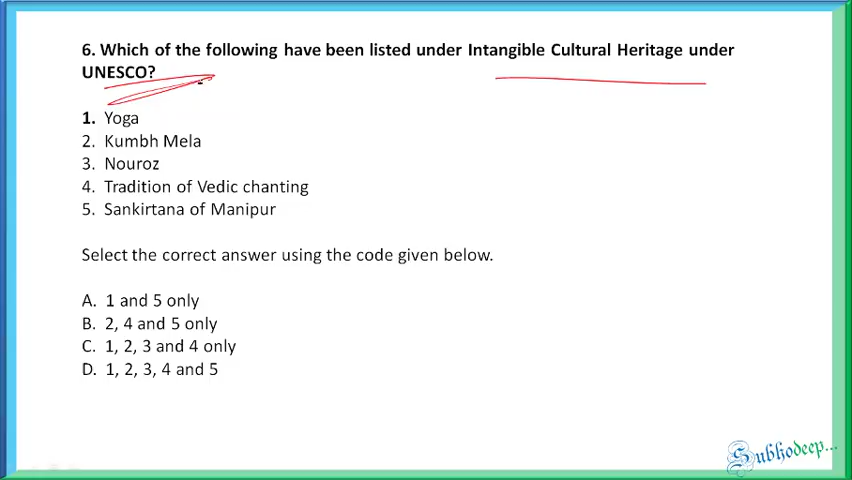 6. Which of the following have been listed under Intangible Cultural Heritage under
UNESCO?
1. Yoga
2. Kumbh Mela
3. Nouroz
4. Tradition of Vedic chanting
5. Sankirtana of Manipur
Select the correct answer using the code given below.
A. 1 and 5 only
B. 2, 4 and 5 only
C. 1, 2, 3 and 4 only
D. 1, 2, 3, 4 and 5
Subhodeep...